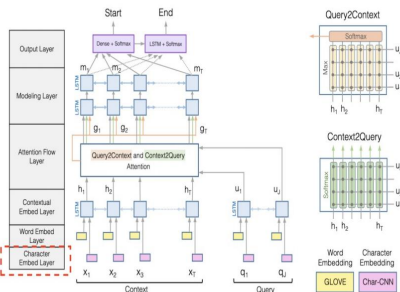 Start End
Query2Context
Output Layer
Dense + Softmax
LSTM + Softmax
Softmax
m₁ m₂ mT
Max
Modeling Layer
LSTM
LSTM
g₁ g₂ gT
h₁ h₂ hT
Attention Flow
Layer
Query2Context and Context2Query
Attention
Context2Query
h₁ h₂ hT
u₁ uJ
Softmax
Contextual
Embed Layer
LSTM
LSTM
h₁ h₂ hT
Word Embed
Layer
Character
Embed Layer
Word
Embedding
Character
Embedding
GLOVE
Char-CNN
x₁ x₂ x₃ xT
q₁ qJ
Context
Query